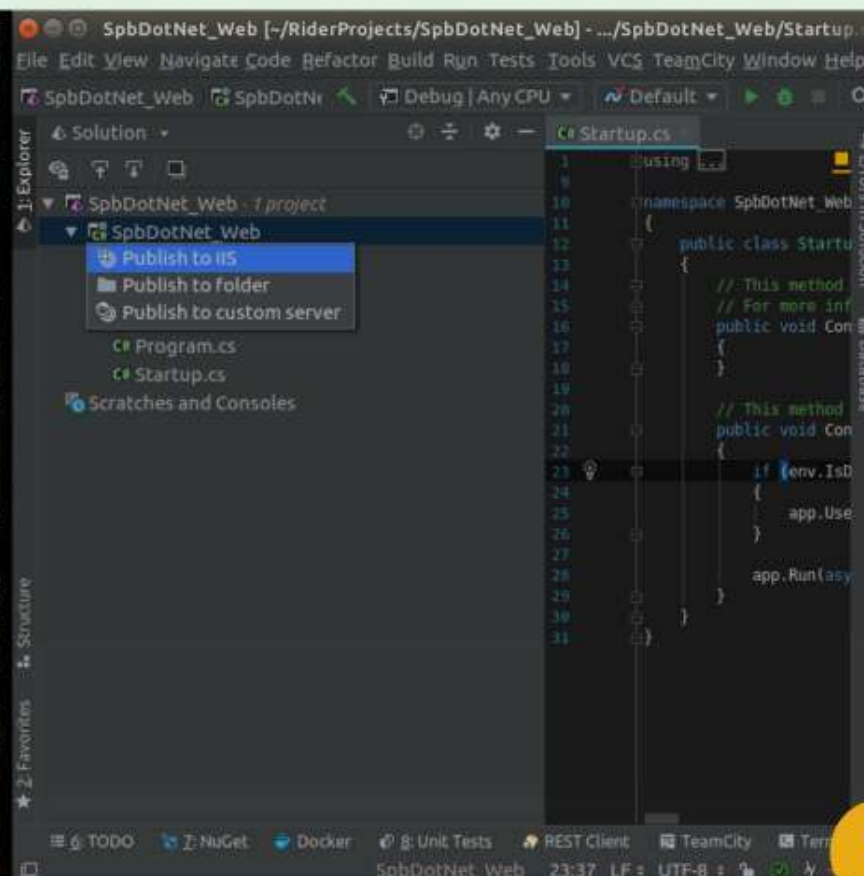 SpbDotNet_Web [~/RiderProjects/SpbDotNet_Web] - .../SpbDotNet_Web/Startup.
File Edit View Navigate Code Refactor Build Run Tests Tools VCS TeamCity Window Help
SpbDotNet_Web SpbDotNe Debug | Any CPU Default
1: Explorer
Solution
Startup.cs
SpbDotNet_Web · 1 project
SpbDotNet_Web
Publish to IIS
Publish to folder
Publish to custom server
C# Program.cs
C# Startup.cs
Scratches and Consoles
1 using ...
9
10 namespace SpbDotNet_Web
11 {
12 public class Startu
13 {
14 // This method
15 // For more inf
16 public void Con
17 {
18 }
19
20 // This method
21 public void Con
22 {
23 if (env.IsD
24 {
25 app.Use
26 }
27
28 app.Run(asy
29 }
30 }
31 }
Structure
2: Favorites
6: TODO 7: NuGet Docker 8: Unit Tests REST Client TeamCity Ter
SpbDotNet_Web 23:37 LF UTF-8